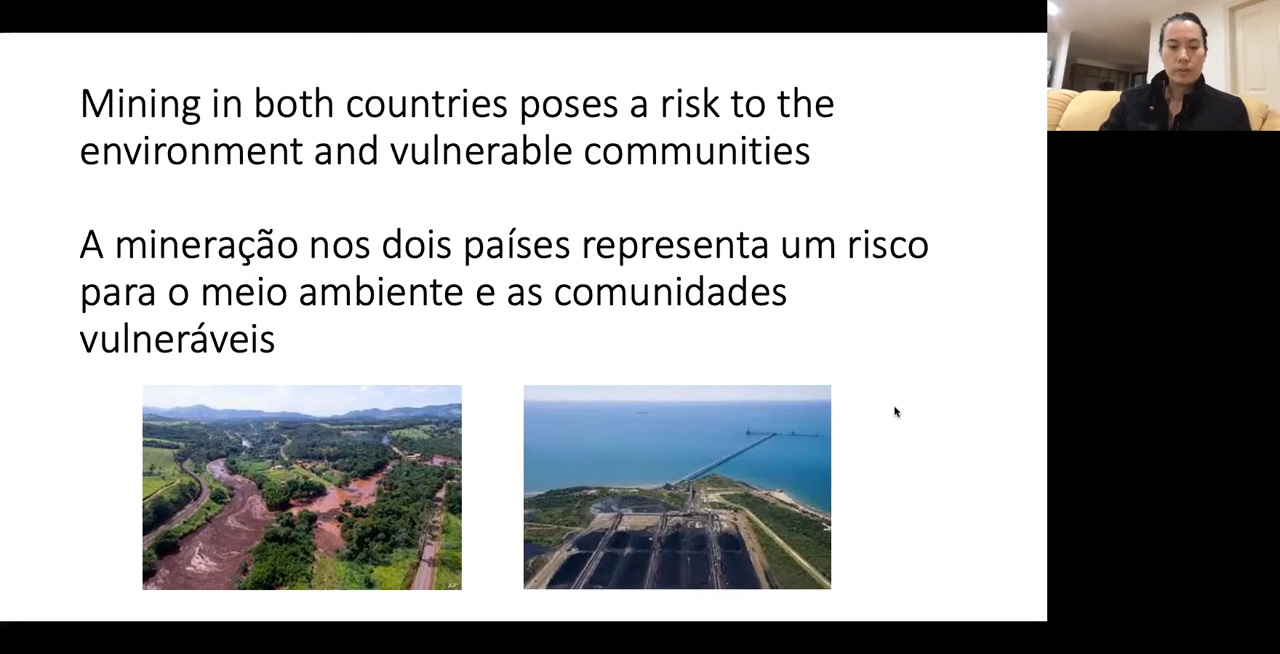 Mining in both countries poses a risk to the
environment and vulnerable communities
A mineração nos dois países representa um risco
para o meio ambiente e as comunidades
vulneráveis